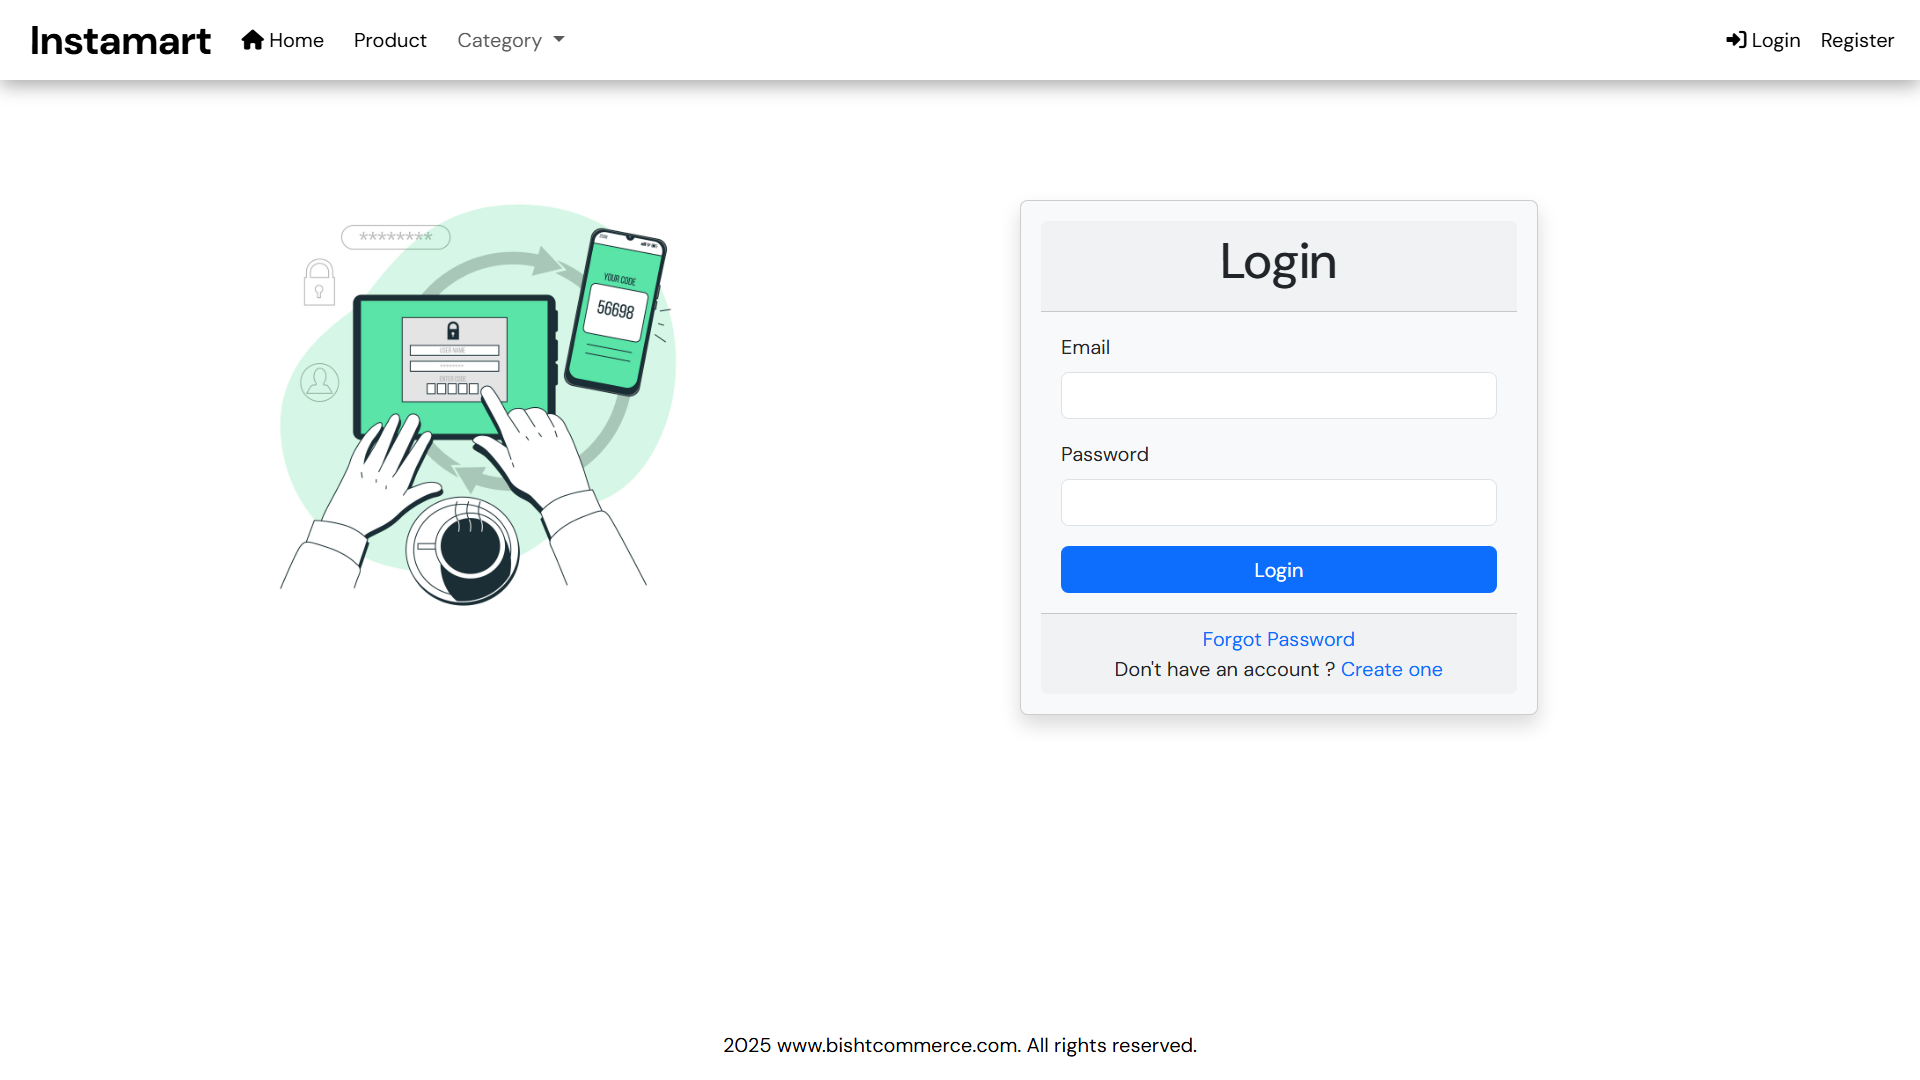 Instamart Home Product Category Login Register
********
YOUR CODE
56698
USER NAME
********
ENTER CODE
Login
Email
Password
Login
Forgot Password
Don't have an account ? Create one
2025 www.bishtcommerce.com. All rights reserved.